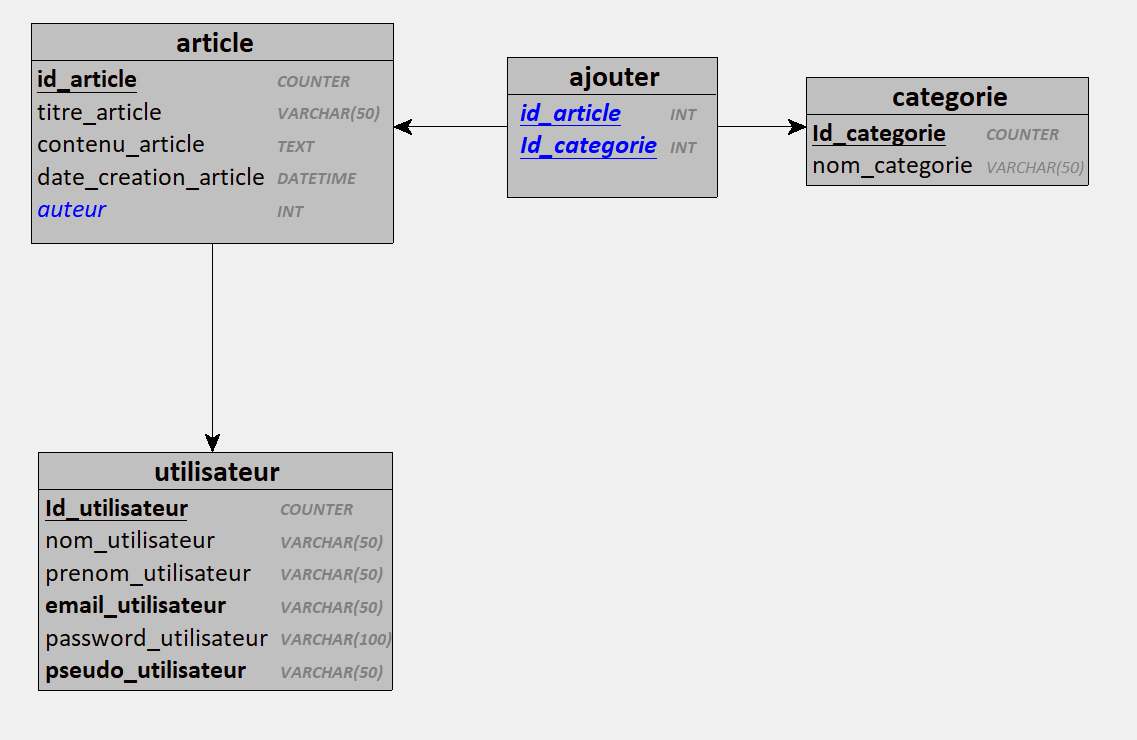 article
id_article COUNTER
titre_article VARCHAR(50)
contenu_article TEXT
date_creation_article DATETIME
auteur INT
ajouter
id_article INT
Id_categorie INT
categorie
Id_categorie COUNTER
nom_categorie VARCHAR(50)
utilisateur
Id_utilisateur COUNTER
nom_utilisateur VARCHAR(50)
prenom_utilisateur VARCHAR(50)
email_utilisateur VARCHAR(50)
password_utilisateur VARCHAR(100)
pseudo_utilisateur VARCHAR(50)